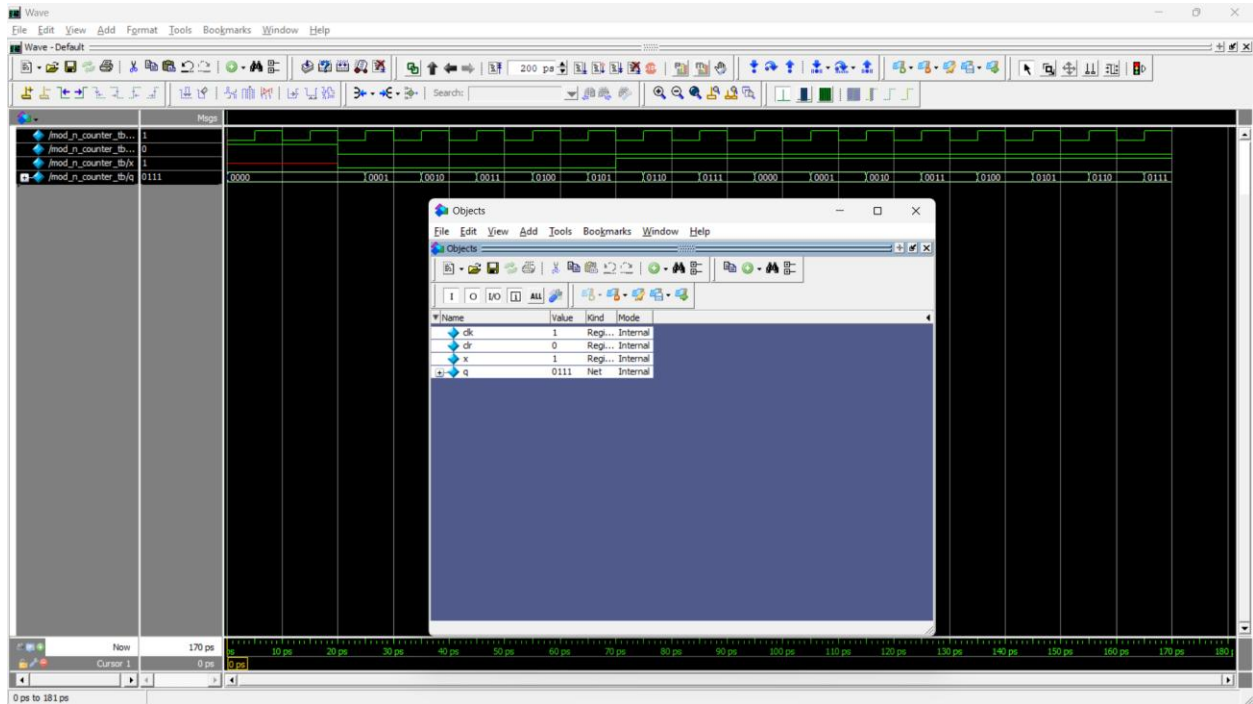 Wave
File Edit View Add Format Tools Bookmarks Window Help
Wave - Default
200 ps
Search:
Msgs
/mod_n_counter_tb... 1
/mod_n_counter_tb... 0
/mod_n_counter_tb/x 1
/mod_n_counter_tb/q 0111 0000 0001 0010 0011 0100 0101 0110 0111 0000 0001 0010 0011 0100 0101 0110 0111
Objects
File Edit View Add Tools Bookmarks Window Help
Objects
I O I/O ALL
Name Value Kind Mode
clk 1 Regi... Internal
clr 0 Regi... Internal
x 1 Regi... Internal
q 0111 Net Internal
Now 170 ps ps 10 ps 20 ps 30 ps 40 ps 50 ps 60 ps 70 ps 80 ps 90 ps 100 ps 110 ps 120 ps 130 ps 140 ps 150 ps 160 ps 170 ps 180
Cursor 1 0 ps 0 ps
0 ps to 181 ps